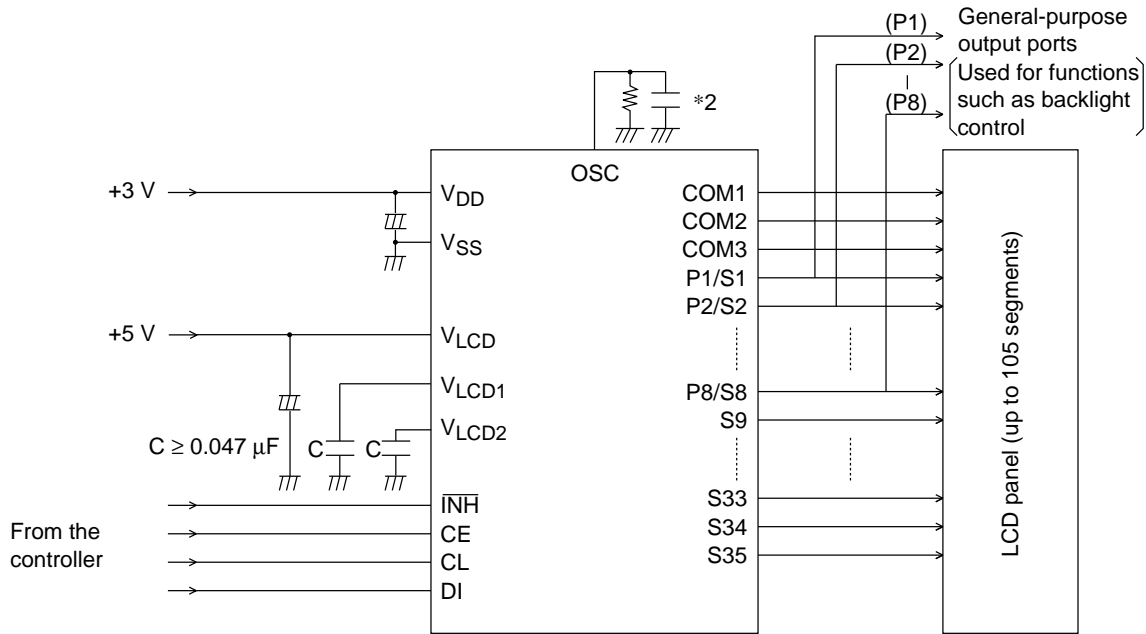 (P1)
General-purpose
output ports
(P2)
Used for functions
such as backlight
control
(P8)
*2
OSC
+3 V
VDD
VSS
+5 V
VLCD
VLCD1
VLCD2
C ≥ 0.047 μF
C
C
From the
controller
INH
CE
CL
DI
COM1
COM2
COM3
P1/S1
P2/S2
P8/S8
S9
S33
S34
S35
LCD panel (up to 105 segments)